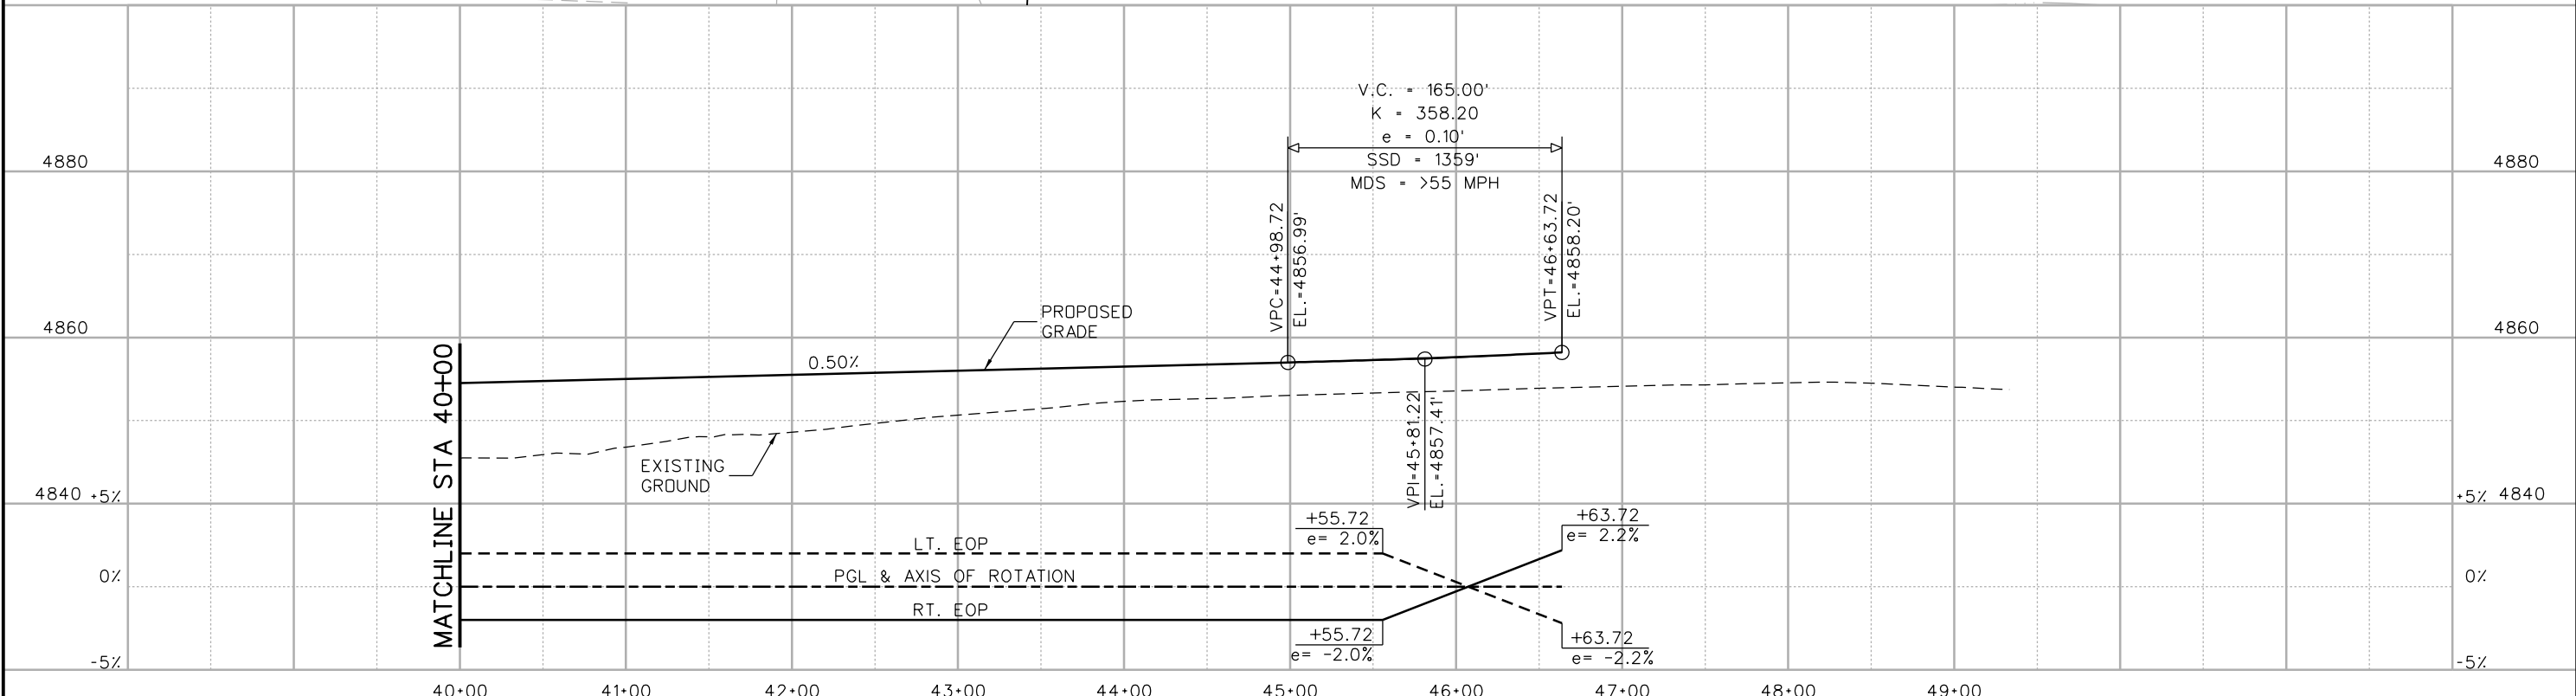 V.C. = 165.00'
K = 358.20
e = 0.10'
SSD = 1359'
MDS = >55 MPH
4880
4880
VPC=44+98.72
EL.=4856.99'
VPT=46+63.72
EL.=4858.20'
4860
4860
PROPOSED
GRADE
0.50%
MATCHLINE STA 40+00
EXISTING
GROUND
VPI=45+81.22
EL.=4857.41'
4840 +5%
+5% 4840
+55.72
e= 2.0%
+63.72
e= 2.2%
LT. EOP
0%
PGL & AXIS OF ROTATION
0%
RT. EOP
+55.72
e= -2.0%
+63.72
e= -2.2%
-5%
-5%
40+00
41+00
42+00
43+00
44+00
45+00
46+00
47+00
48+00
49+00